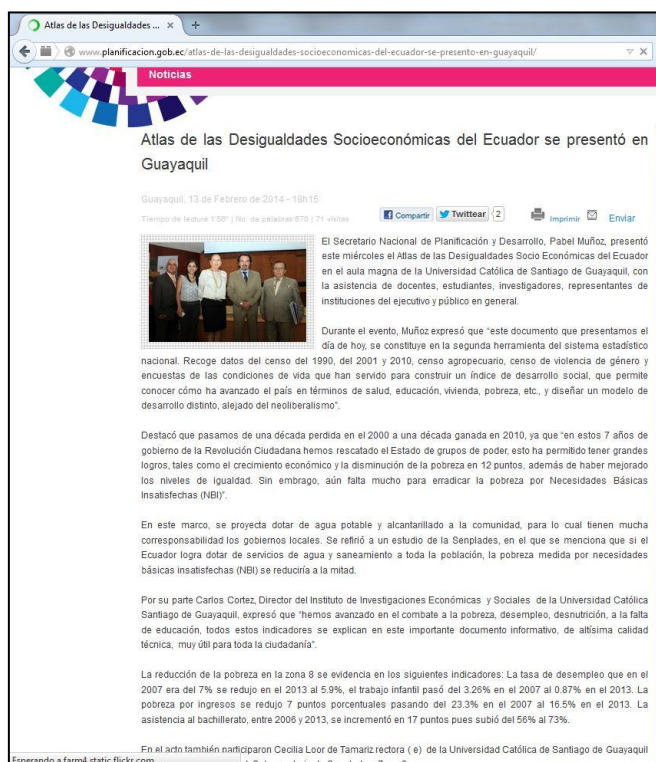 Atlas de las Desigualdades ...
www.planificacion.gob.ec/atlas-de-las-desigualdades-socioeconomicas-del-ecuador-se-presento-en-guayaquil/
Noticias
Atlas de las Desigualdades Socioeconómicas del Ecuador se presentó en
Guayaquil
Guayaquil, 13 de Febrero de 2014 - 18h15
Tiempo de lectura 1'58" | No. de palabras 670 | 71 visitas
Compartir Twittear 2 Imprimir Enviar
El Secretario Nacional de Planificación y Desarrollo, Pabel Muñoz, presentó
este miércoles el Atlas de las Desigualdades Socio Económicas del Ecuador
en el aula magna de la Universidad Católica de Santiago de Guayaquil, con
la asistencia de docentes, estudiantes, investigadores, representantes de
instituciones del ejecutivo y público en general.
Durante el evento, Muñoz expresó que "este documento que presentamos el
día de hoy, se constituye en la segunda herramienta del sistema estadístico
nacional. Recoge datos del censo del 1990, del 2001 y 2010, censo agropecuario, censo de violencia de género y
encuestas de las condiciones de vida que han servido para construir un índice de desarrollo social, que permite
conocer cómo ha avanzado el país en términos de salud, educación, vivienda, pobreza, etc., y diseñar un modelo de
desarrollo distinto, alejado del neoliberalismo".
Destacó que pasamos de una década perdida en el 2000 a una década ganada en 2010, ya que "en estos 7 años de
gobierno de la Revolución Ciudadana hemos rescatado el Estado de grupos de poder, esto ha permitido tener grandes
logros, tales como el crecimiento económico y la disminución de la pobreza en 12 puntos, además de haber mejorado
los niveles de igualdad. Sin embrago, aún falta mucho para erradicar la pobreza por Necesidades Básicas
Insatisfechas (NBI)".
En este marco, se proyecta dotar de agua potable y alcantarillado a la comunidad, para lo cual tienen mucha
corresponsabilidad los gobiernos locales. Se refirió a un estudio de la Senplades, en el que se menciona que si el
Ecuador logra dotar de servicios de agua y saneamiento a toda la población, la pobreza medida por necesidades
básicas insatisfechas (NBI) se reduciría a la mitad.
Por su parte Carlos Cortez, Director del Instituto de Investigaciones Económicas y Sociales de la Universidad Católica
Santiago de Guayaquil, expresó que "hemos avanzado en el combate a la pobreza, desempleo, desnutrición, a la falta
de educación, todos estos indicadores se explican en este importante documento informativo, de altísima calidad
técnica, muy útil para toda la ciudadanía".
La reducción de la pobreza en la zona 8 se evidencia en los siguientes indicadores: La tasa de desempleo que en el
2007 era del 7% se redujo en el 2013 al 5.9%, el trabajo infantil pasó del 3.26% en el 2007 al 0.87% en el 2013. La
pobreza por ingresos se redujo 7 puntos porcentuales pasando del 23.3% en el 2007 al 16.5% en el 2013. La
asistencia al bachillerato, entre 2006 y 2013, se incrementó en 17 puntos pues subió del 56% al 73%.
En el acto también participaron Cecilia Loor de Tamariz rectora ( e) de la Universidad Católica de Santiago de Guayaquil
Esperando a farm4.static.flickr.com